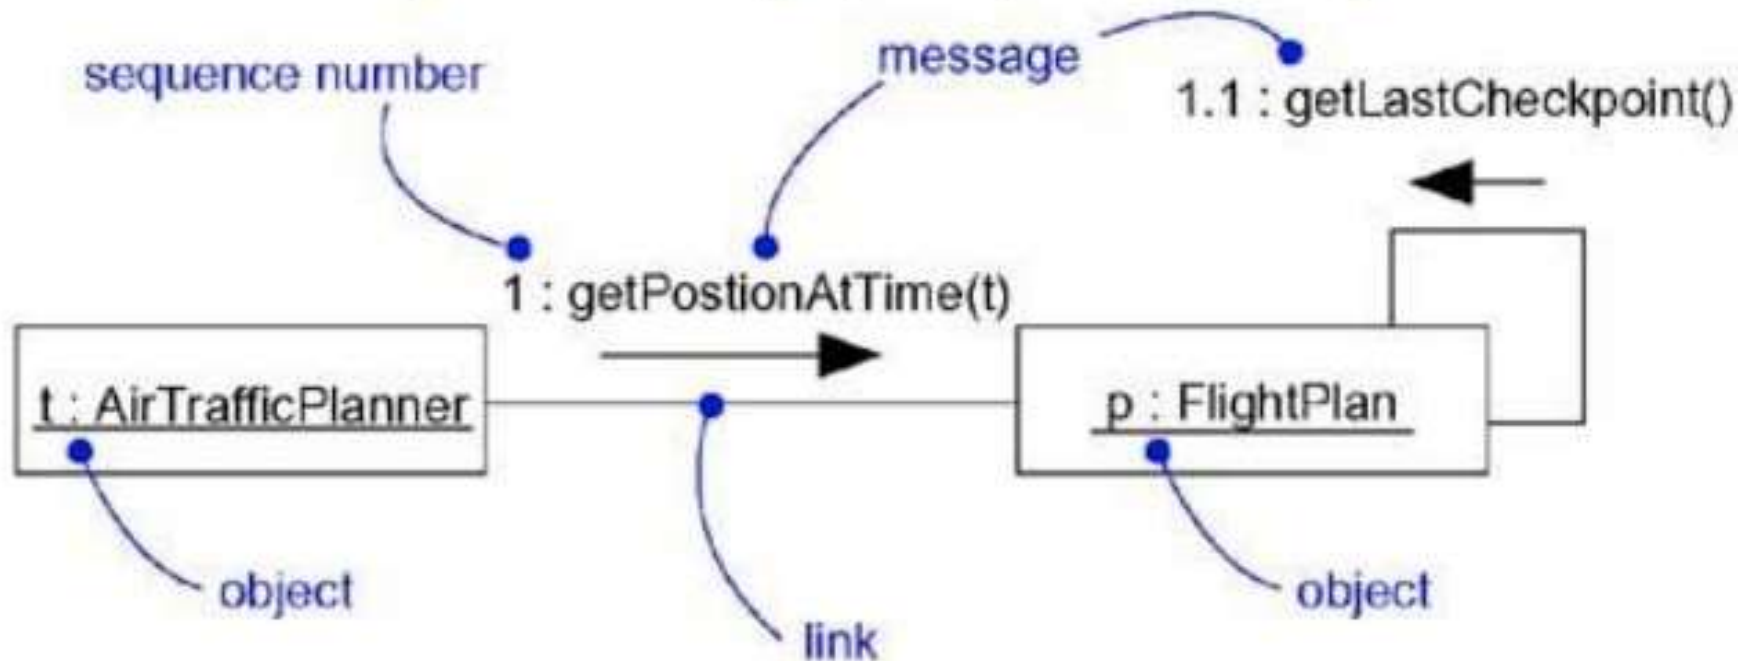 sequence number
message
1.1 : getLastCheckpoint()
1 : getPostionAtTime(t)
t : AirTrafficPlanner
p : FlightPlan
object
object
link